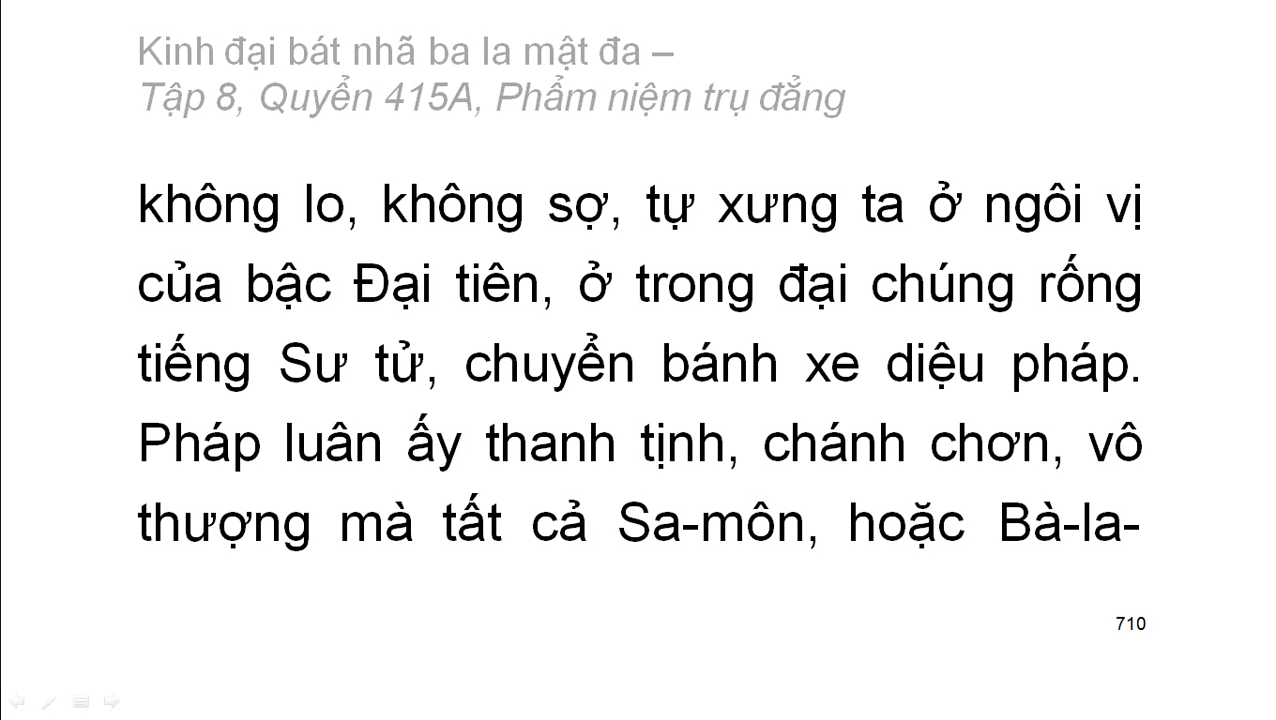 Kinh đại bát nhã ba la mật đa –
Tập 8, Quyển 415A, Phẩm niệm trụ đẳng
không lo, không sợ, tự xưng ta ở ngôi vị
của bậc Đại tiên, ở trong đại chúng rống
tiếng Sư tử, chuyển bánh xe diệu pháp.
Pháp luân ấy thanh tịnh, chánh chơn, vô
thượng mà tất cả Sa-môn, hoặc Bà-la-
710